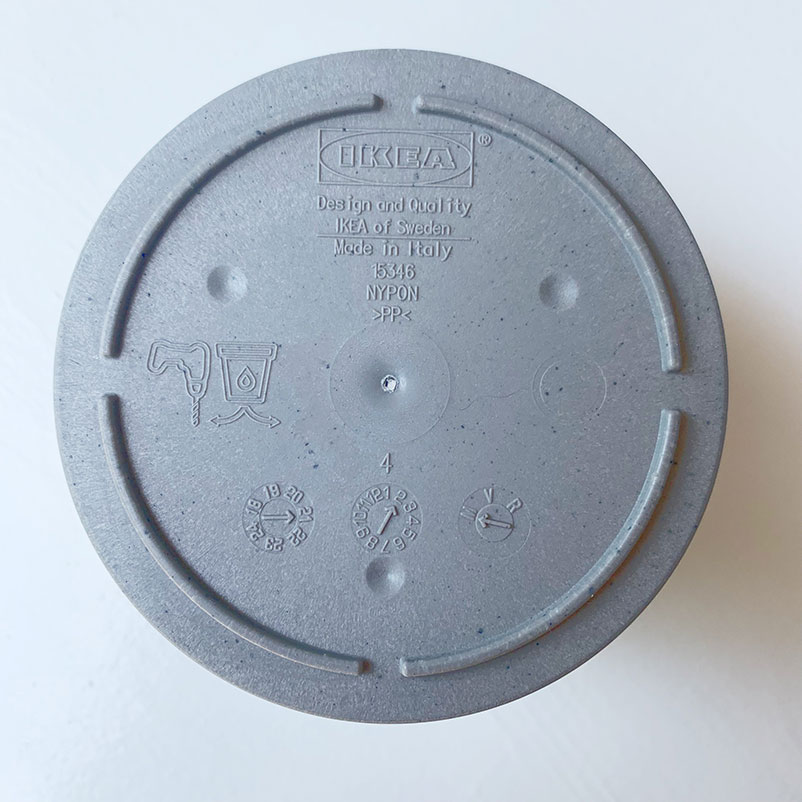 IKEA®
Design and Quality
IKEA of Sweden
Made in Italy
15346
NYPON
>PP<
4
18 19 20 21 22 23 24
10 11 12 1 2 3 4 5 6 7 8 9
V R